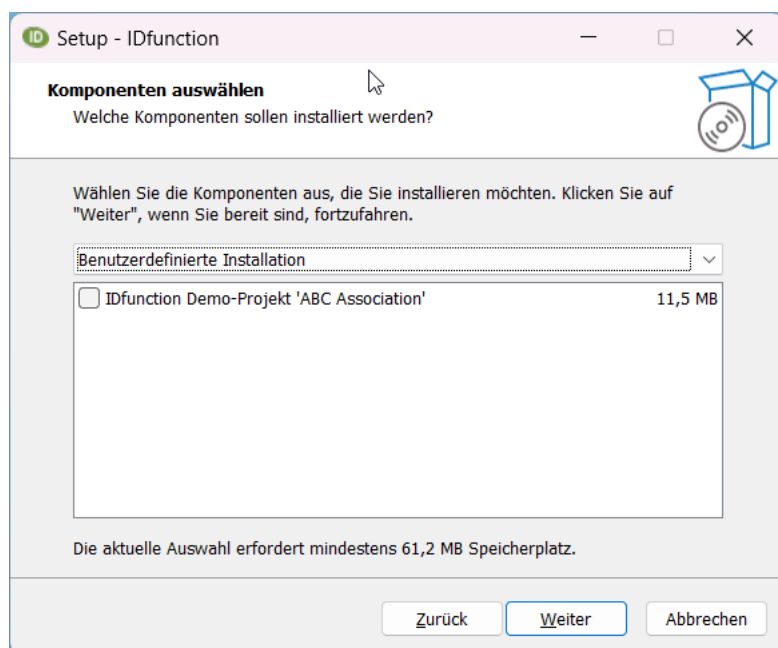 ID Setup - IDfunction
Komponenten auswählen
Welche Komponenten sollen installiert werden?
Wählen Sie die Komponenten aus, die Sie installieren möchten. Klicken Sie auf
"Weiter", wenn Sie bereit sind, fortzufahren.
Benutzerdefinierte Installation
IDfunction Demo-Projekt 'ABC Association' 11,5 MB
Die aktuelle Auswahl erfordert mindestens 61,2 MB Speicherplatz.
Zurück Weiter Abbrechen